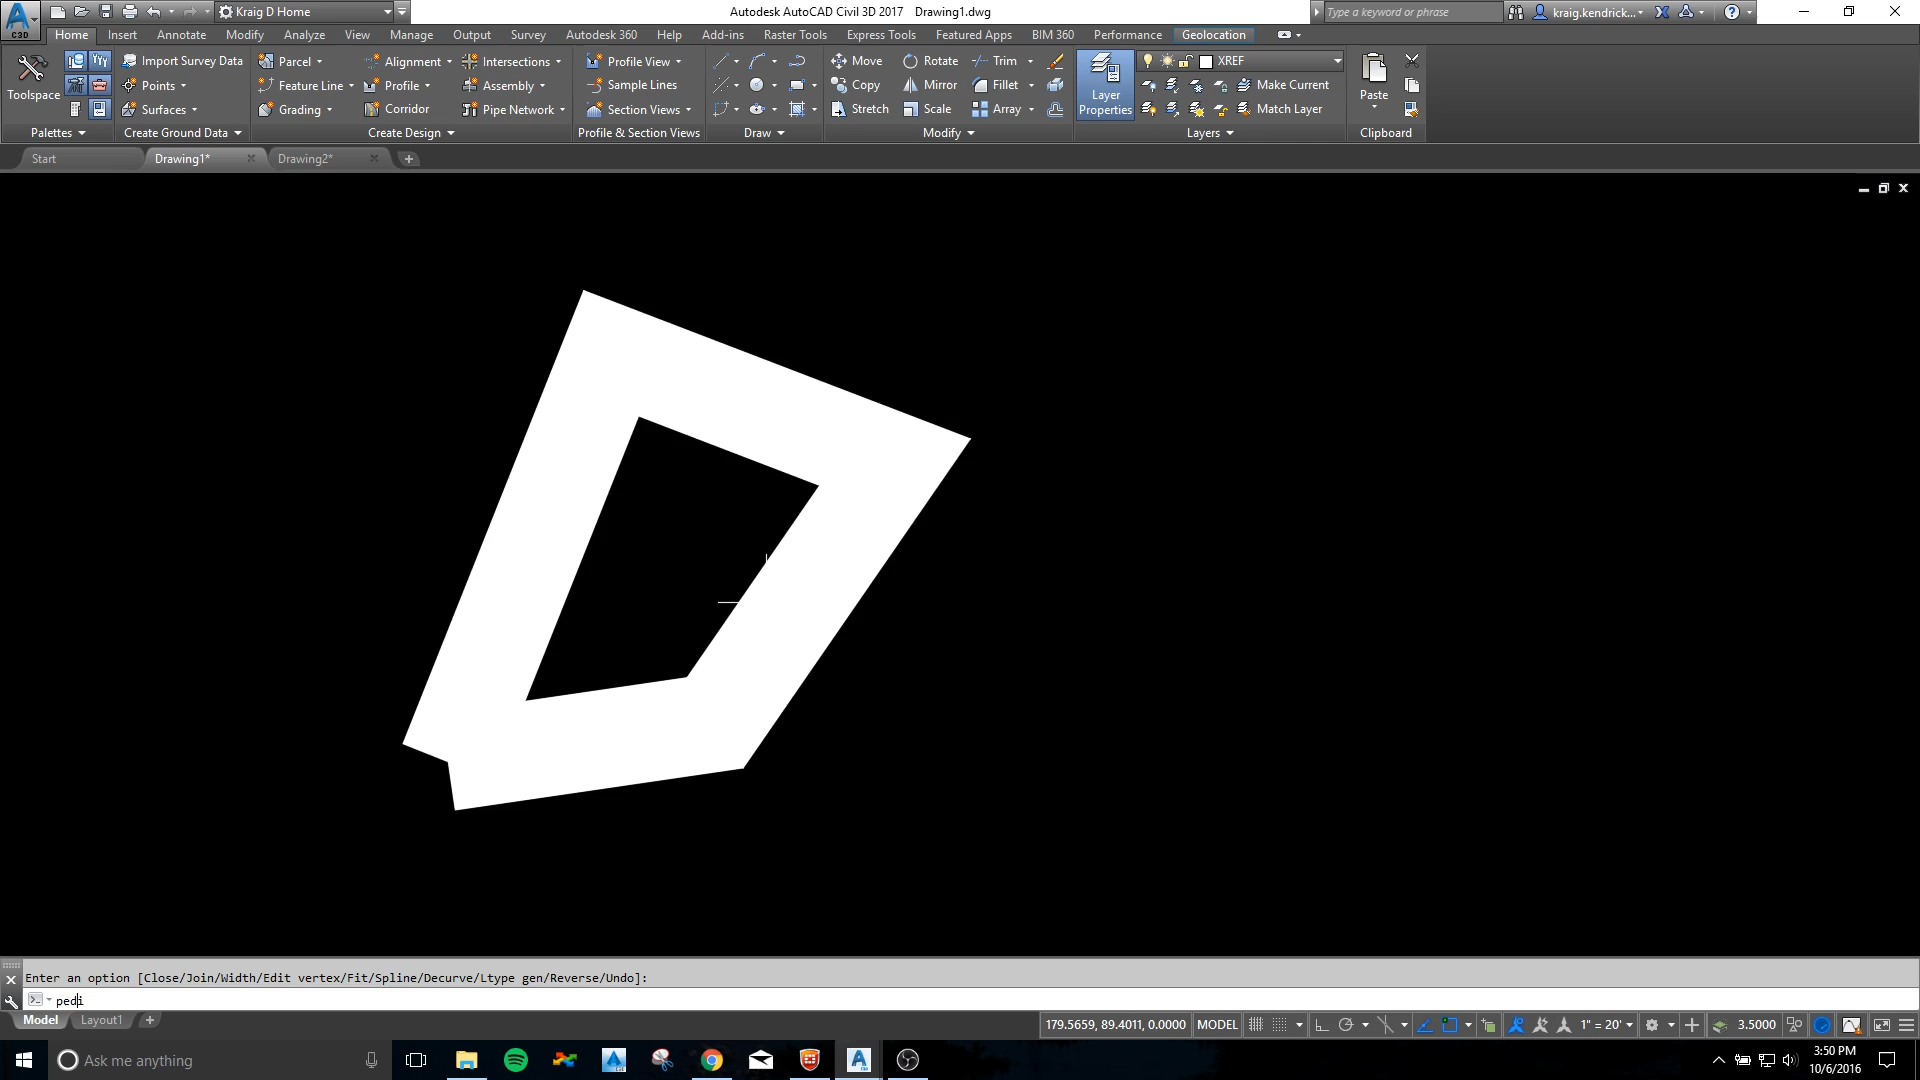 Kraig D Home
Autodesk AutoCAD Civil 3D 2017 Drawing1.dwg
Type a keyword or phrase
kraig.kendrick...
C3D
Home Insert Annotate Modify Analyze View Manage Output Survey Autodesk 360 Help Add-ins Raster Tools Express Tools Featured Apps BIM 360 Performance Geolocation
Import Survey Data Parcel Alignment Intersections Profile View Move Rotate Trim XREF
Toolspace Points Feature Line Profile Assembly Sample Lines Copy Mirror Fillet Layer Properties Make Current Paste
Surfaces Grading Corridor Pipe Network Section Views Stretch Scale Array Match Layer
Palettes Create Ground Data Create Design Profile & Section Views Draw Modify Layers Clipboard
Start Drawing1* Drawing2*
Enter an option [Close/Join/Width/Edit vertex/Fit/Spline/Decurve/Ltype gen/Reverse/Undo]:
pedi
Model Layout1
179.5659, 89.4011, 0.0000 MODEL 1" = 20' 3.5000
Ask me anything
3:50 PM
10/6/2016